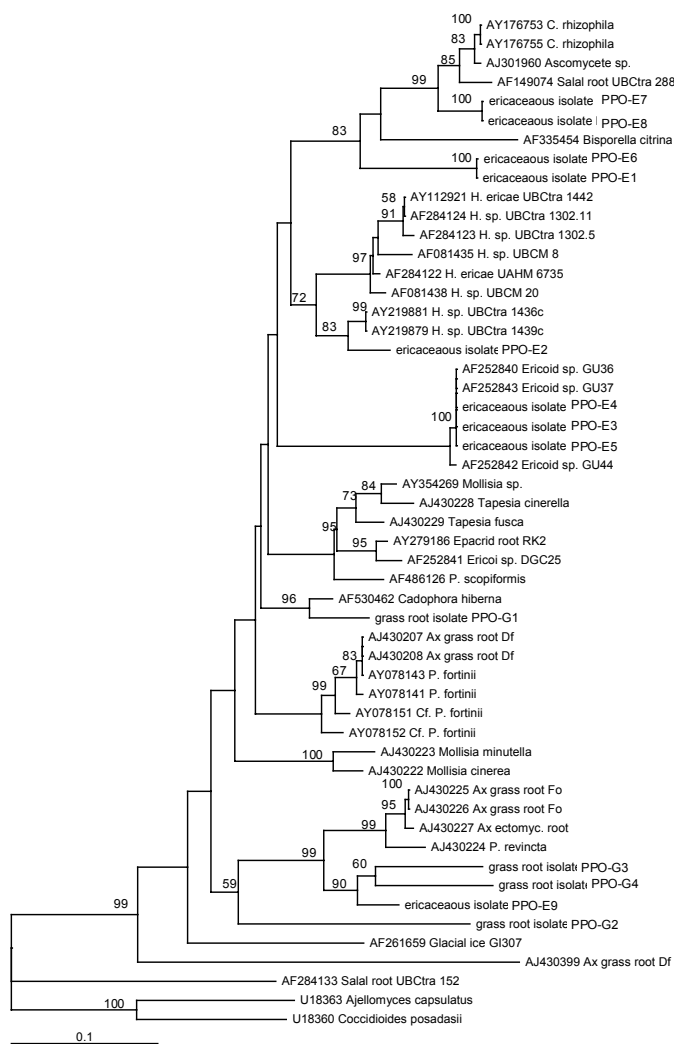 100 AY176753 C. rhizophila
83 AY176755 C. rhizophila
85 AJ301960 Ascomycete sp.
99 AF149074 Salal root UBCtra 288
100 ericaceaous isolate PPO-E7
ericaceaous isolate PPO-E8
83 AF335454 Bisporella citrina
100 ericaceaous isolate PPO-E6
ericaceaous isolate PPO-E1
58 AY112921 H. ericae UBCtra 1442
91 AF284124 H. sp. UBCtra 1302.11
AF284123 H. sp. UBCtra 1302.5
AF081435 H. sp. UBCM 8
97 AF284122 H. ericae UAHM 6735
AF081438 H. sp. UBCM 20
72 99 AY219881 H. sp. UBCtra 1436c
83 AY219879 H. sp. UBCtra 1439c
ericaceaous isolate PPO-E2
AF252840 Ericoid sp. GU36
AF252843 Ericoid sp. GU37
ericaceaous isolate PPO-E4
100 ericaceaous isolate PPO-E3
ericaceaous isolate PPO-E5
AF252842 Ericoid sp. GU44
84 AY354269 Mollisia sp.
73 AJ430228 Tapesia cinerella
95 AJ430229 Tapesia fusca
95 AY279186 Epacrid root RK2
AF252841 Ericoi sp. DGC25
AF486126 P. scopiformis
96 AF530462 Cadophora hiberna
grass root isolate PPO-G1
AJ430207 Ax grass root Df
83 AJ430208 Ax grass root Df
67 AY078143 P. fortinii
99 AY078141 P. fortinii
AY078151 Cf. P. fortinii
AY078152 Cf. P. fortinii
100 AJ430223 Mollisia minutella
AJ430222 Mollisia cinerea
100 AJ430225 Ax grass root Fo
95 AJ430226 Ax grass root Fo
99 AJ430227 Ax ectomyc. root
AJ430224 P. revincta
99 60 grass root isolate PPO-G3
59 90 grass root isolate PPO-G4
ericaceaous isolate PPO-E9
99 grass root isolate PPO-G2
AF261659 Glacial ice GI307
AJ430399 Ax grass root Df
AF284133 Salal root UBCtra 152
100 U18363 Ajellomyces capsulatus
U18360 Coccidioides posadasii
0.1